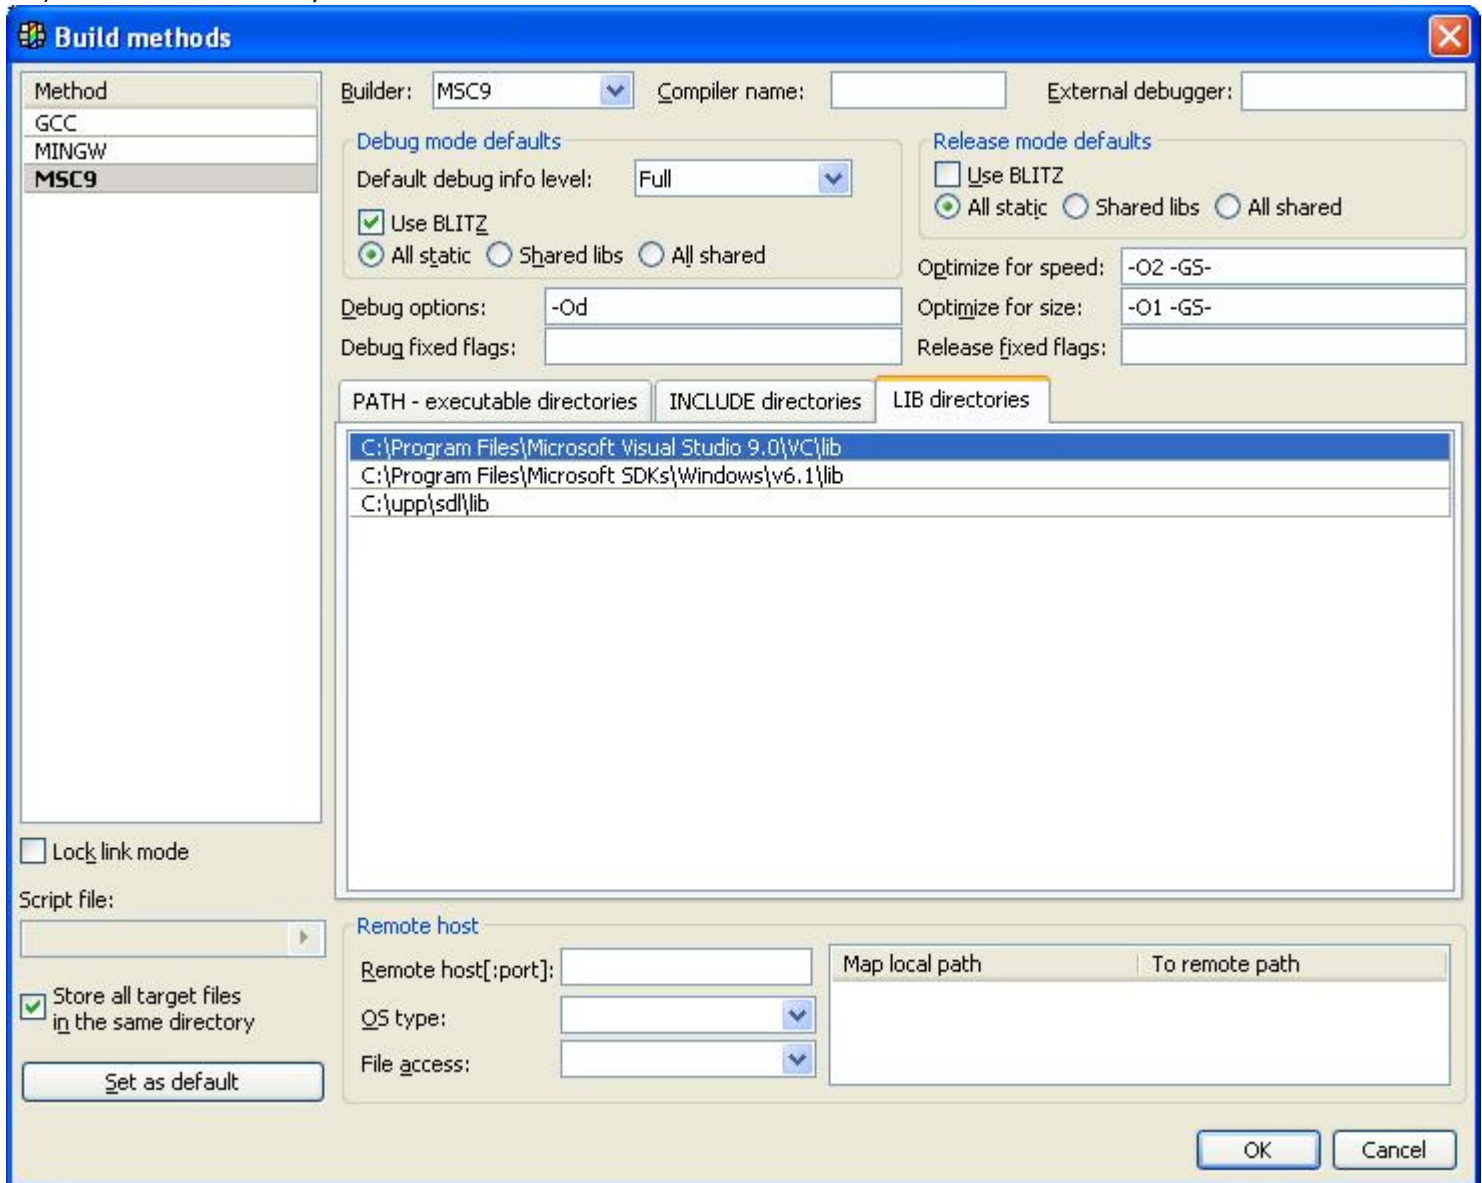 Build methods
Method
GCC
MINGW
MSC9
Builder: MSC9 Compiler name: External debugger:
Debug mode defaults
Default debug info level: Full
Use BLITZ
All static Shared libs All shared
Release mode defaults
Use BLITZ
All static Shared libs All shared
Debug options: -Od
Debug fixed flags:
Optimize for speed: -O2 -GS-
Optimize for size: -O1 -GS-
Release fixed flags:
PATH - executable directories INCLUDE directories LIB directories
C:\Program Files\Microsoft Visual Studio 9.0\VC\lib
C:\Program Files\Microsoft SDKs\Windows\v6.1\lib
C:\upp\sdl\lib
Lock link mode
Script file:
Store all target files
in the same directory
Set as default
Remote host
Remote host[:port]:
OS type:
File access:
Map local path To remote path
OK Cancel